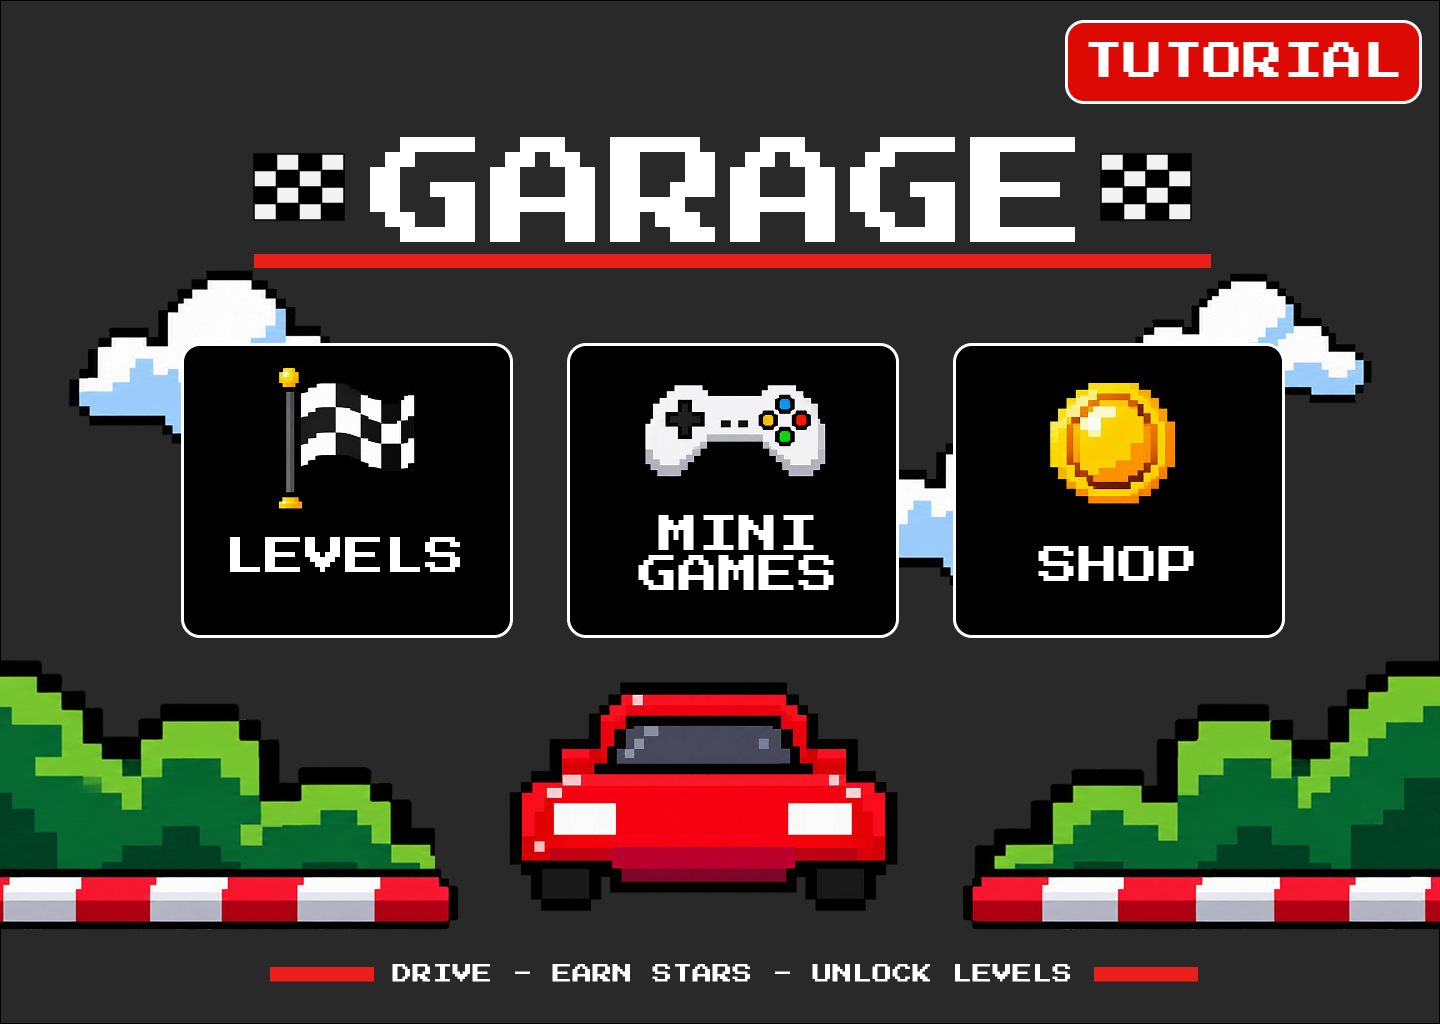 TUTORIAL
GARAGE
LEVELS
MINI
GAMES
SHOP
DRIVE - EARN STARS - UNLOCK LEVELS